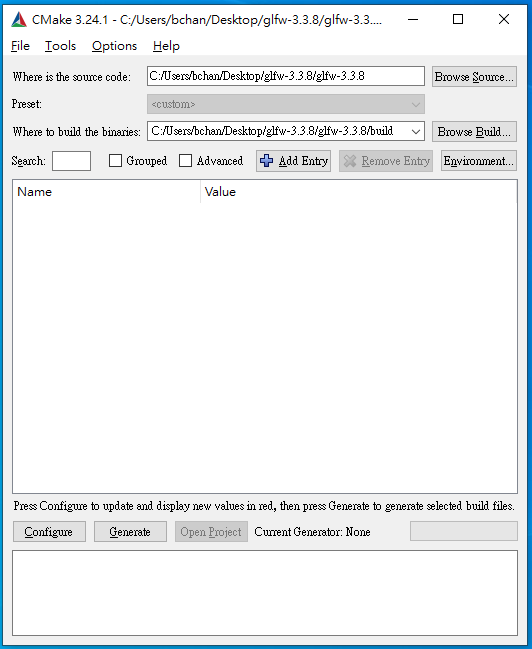 CMake 3.24.1 - C:/Users/bchan/Desktop/glfw-3.3.8/glfw-3.3....
File Tools Options Help
Where is the source code: C:/Users/bchan/Desktop/glfw-3.3.8/glfw-3.3.8 Browse Source...
Preset: <custom>
Where to build the binaries: C:/Users/bchan/Desktop/glfw-3.3.8/glfw-3.3.8/build Browse Build...
Search: Grouped Advanced Add Entry Remove Entry Environment...
Name Value
Press Configure to update and display new values in red, then press Generate to generate selected build files.
Configure Generate Open Project Current Generator: None